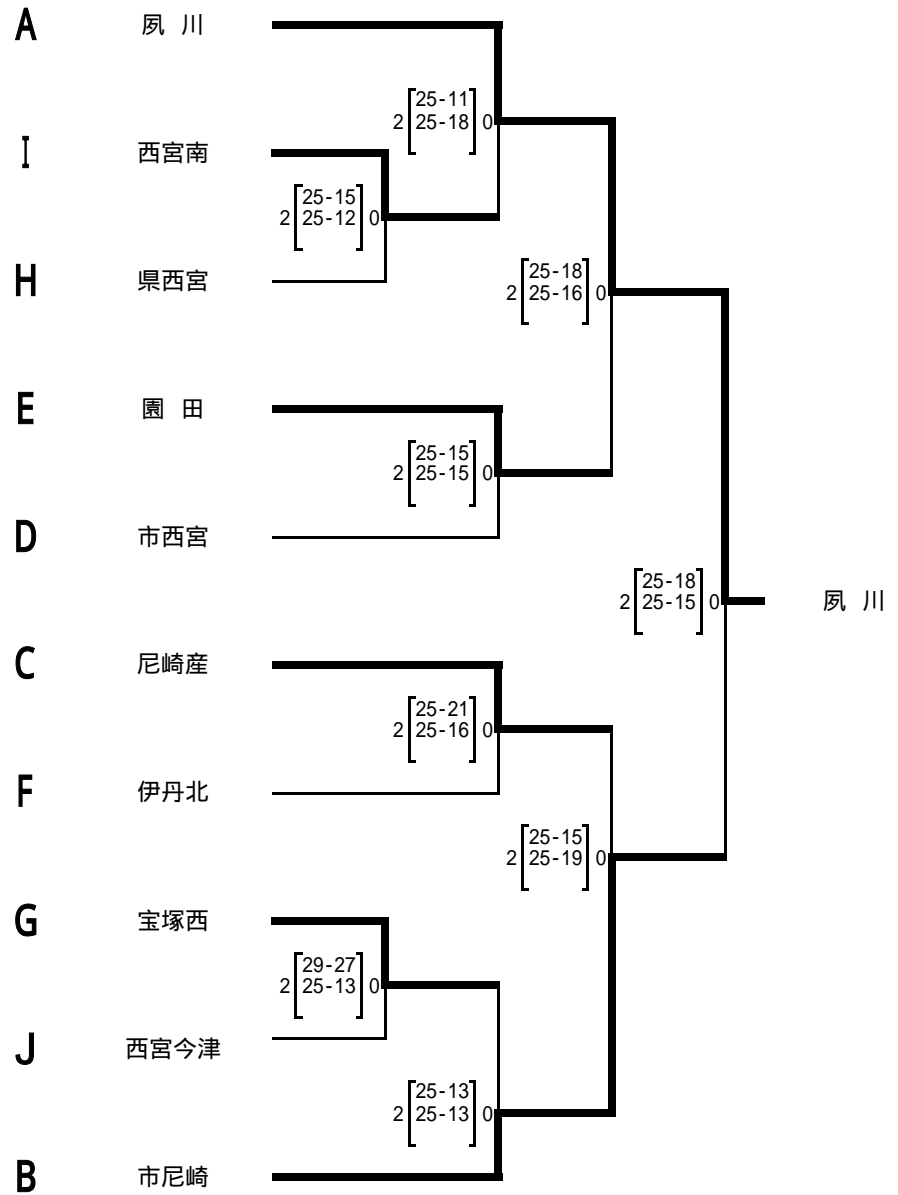 A 夙 川
25-11
2 25-18 0
I 西宮南
25-15
2 25-12 0
H 県西宮
25-18
2 25-16 0
E 園 田
25-15
2 25-15 0
D 市西宮
25-18
2 25-15 0
夙 川
C 尼崎産
25-21
2 25-16 0
F 伊丹北
25-15
2 25-19 0
G 宝塚西
29-27
2 25-13 0
J 西宮今津
25-13
2 25-13 0
B 市尼崎